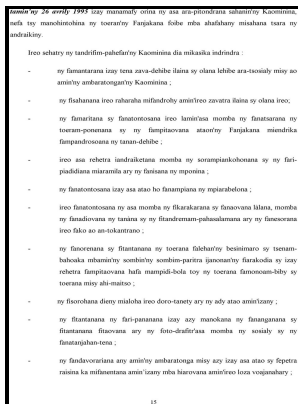 tamin'ny 26 avrily 1995 izay manamafy orina ny asa ara-pitondrana sahanin'ny Kaominina,
nefa tsy manohintohina ny toeran'ny Fanjakana foibe mba ahafahany misahana tsara ny
andraikiny.
Ireo sehatry ny tandrifim-pahefan'ny Kaominina dia mikasika indrindra :
- ny famantarana izay tena zava-dehibe ilaina sy olana lehibe ara-tsosialy misy ao
amin'ny ambaratongan'ny Kaominina ;
- ny fisahanana ireo raharaha mifandrohy amin'ireo zavatra ilaina sy olana ireo;
- ny famaritana sy fanatontosana ireo lamin'asa momba ny fanatsarana ny
toeram-ponenana sy ny fampitaovana ataon'ny Fanjakana miendrika
fampandrosoana ny tanan-dehibe ;
- ireo asa rehetra iandraiketana momba ny sorampiankohonana sy ny fari-
piadidiana miaramila ary ny fanisana ny mponina ;
- ny fanatontosana izay asa atao ho fanampiana ny mpiarabelona ;
- ireo fanatontosana ny asa momba ny fikarakarana sy fanaovana làlana, momba
ny fanadiovana ny tanàna sy ny fitandremam-pahasalamana ary ny fanesorana
ireo fako ao an-tokantrano ;
- ny fanorenana sy fitantanana ny toerana falehan'ny besinimaro sy tsenam-
bahoaka mbamin'ny sombin'ny sombim-paritra ijanonan'ny fiarakodia sy izay
rehetra fampitaovana hafa mampidi-bola toy ny toerana famonoam-biby sy
toerana misy ahi-maitso ;
- ny fisorohana dieny mialoha ireo doro-tanety ary ny ady atao amin'izany ;
- ny fitantanana ny fari-pananana izay azy manokana ny fananganana sy
fitantanana fitaovana ary ny foto-drafitr'asa momba ny sosialy sy ny
fanatanjahan-tena ;
- ny fandavorariana any amin'ny ambaratonga misy azy izay asa atao sy fepetra
raisina ka mifanentana amin'izany mba hiarovana amin'ireo loza voajanahary ;
15